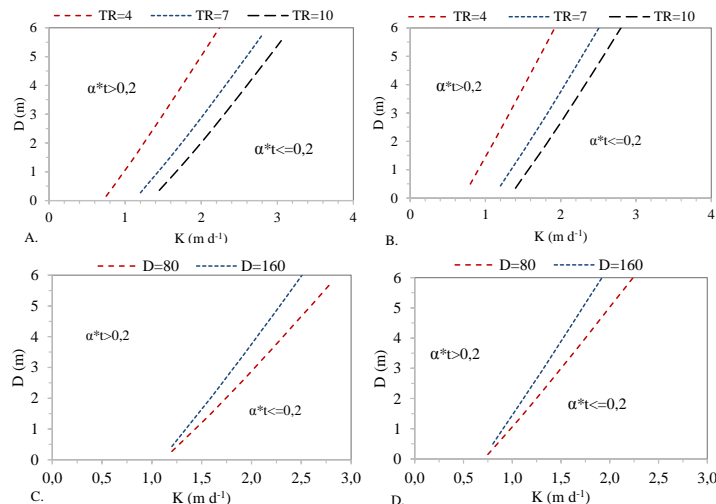 TR=4 TR=7 TR=10
6
5
4
3
2
1
0
D (m)
α*t>0,2
α*t<=0,2
0 1 2 3 4
K (m d-1)
A.
TR=4 TR=7 TR=10
6
5
4
3
2
1
0
D (m)
α*t>0,2
α*t<=0,2
0 1 2 3 4
K (m d-1)
B.
D=80 D=160
6
5
4
3
2
1
0
D (m)
α*t>0,2
α*t<=0,2
0,0 0,5 1,0 1,5 2,0 2,5 3,0
K (m d-1)
C.
D=80 D=160
6
5
4
3
2
1
0
D (m)
α*t>0,2
α*t<=0,2
0,0 0,5 1,0 1,5 2,0 2,5 3,0
K (m d-1)
D.